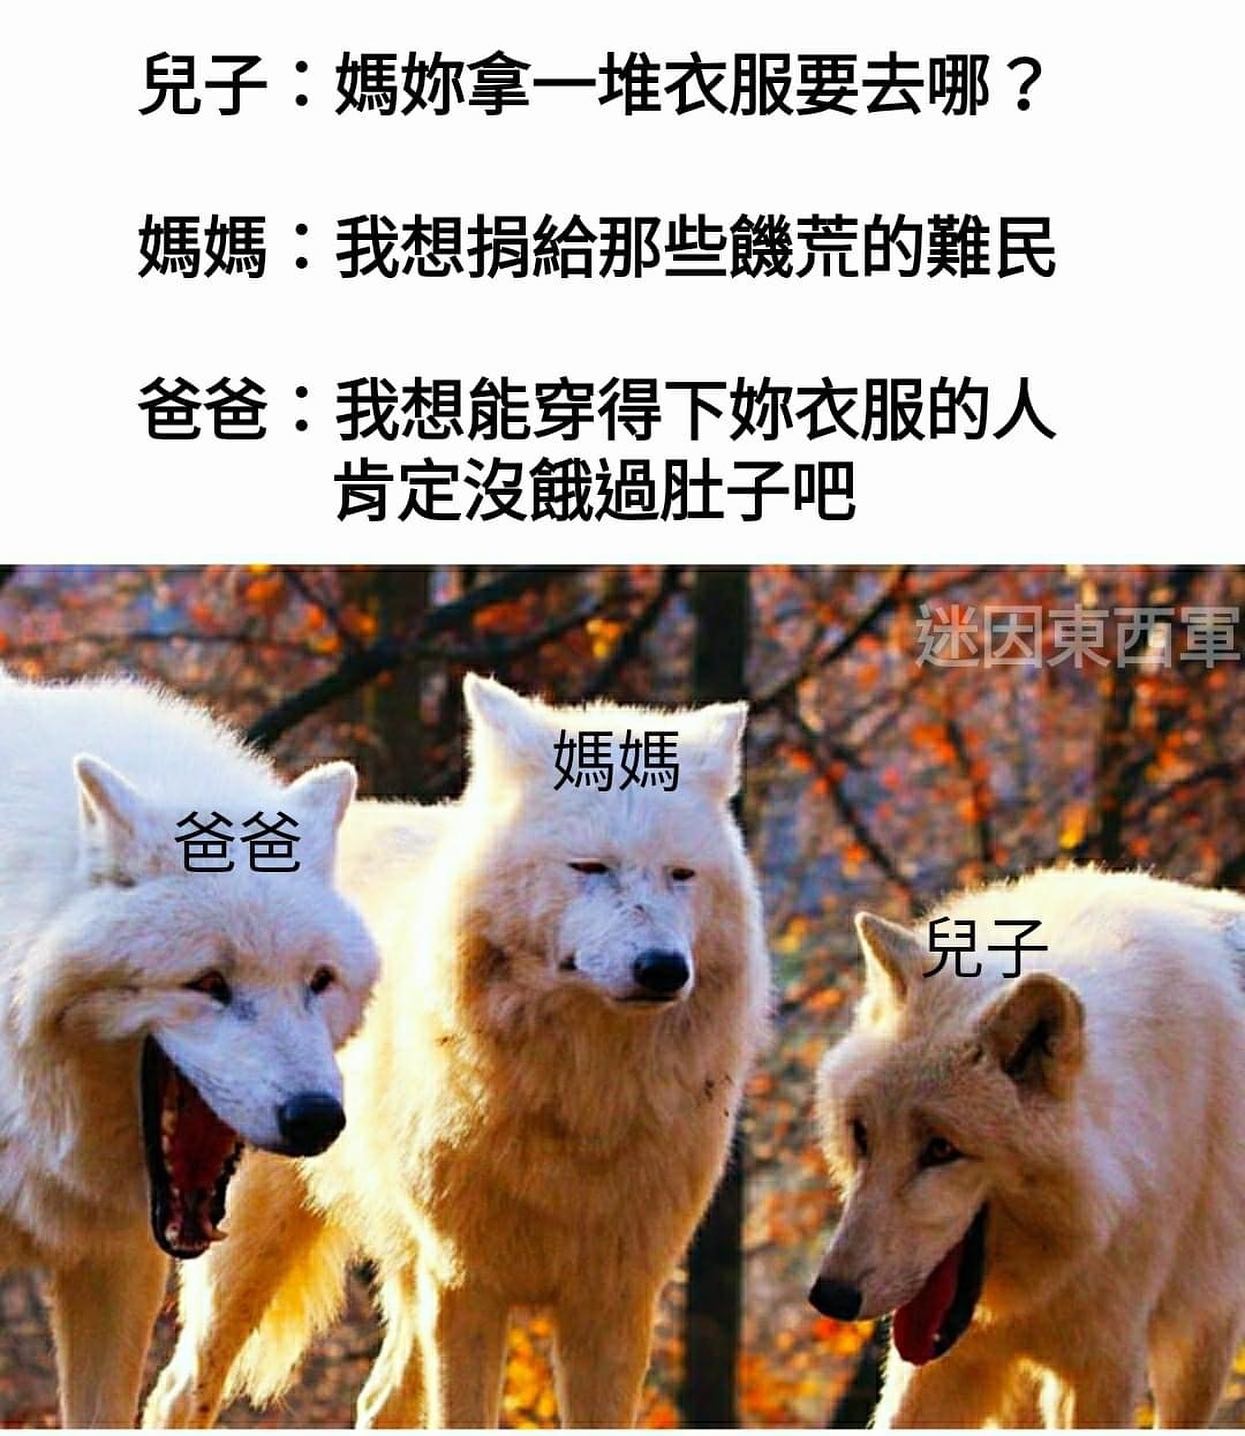 兒子：媽妳拿一堆衣服要去哪？
媽媽：我想捐給那些饑荒的難民
爸爸：我想能穿得下妳衣服的人
肯定沒餓過肚子吧
迷因東西軍
媽媽
爸爸
兒子